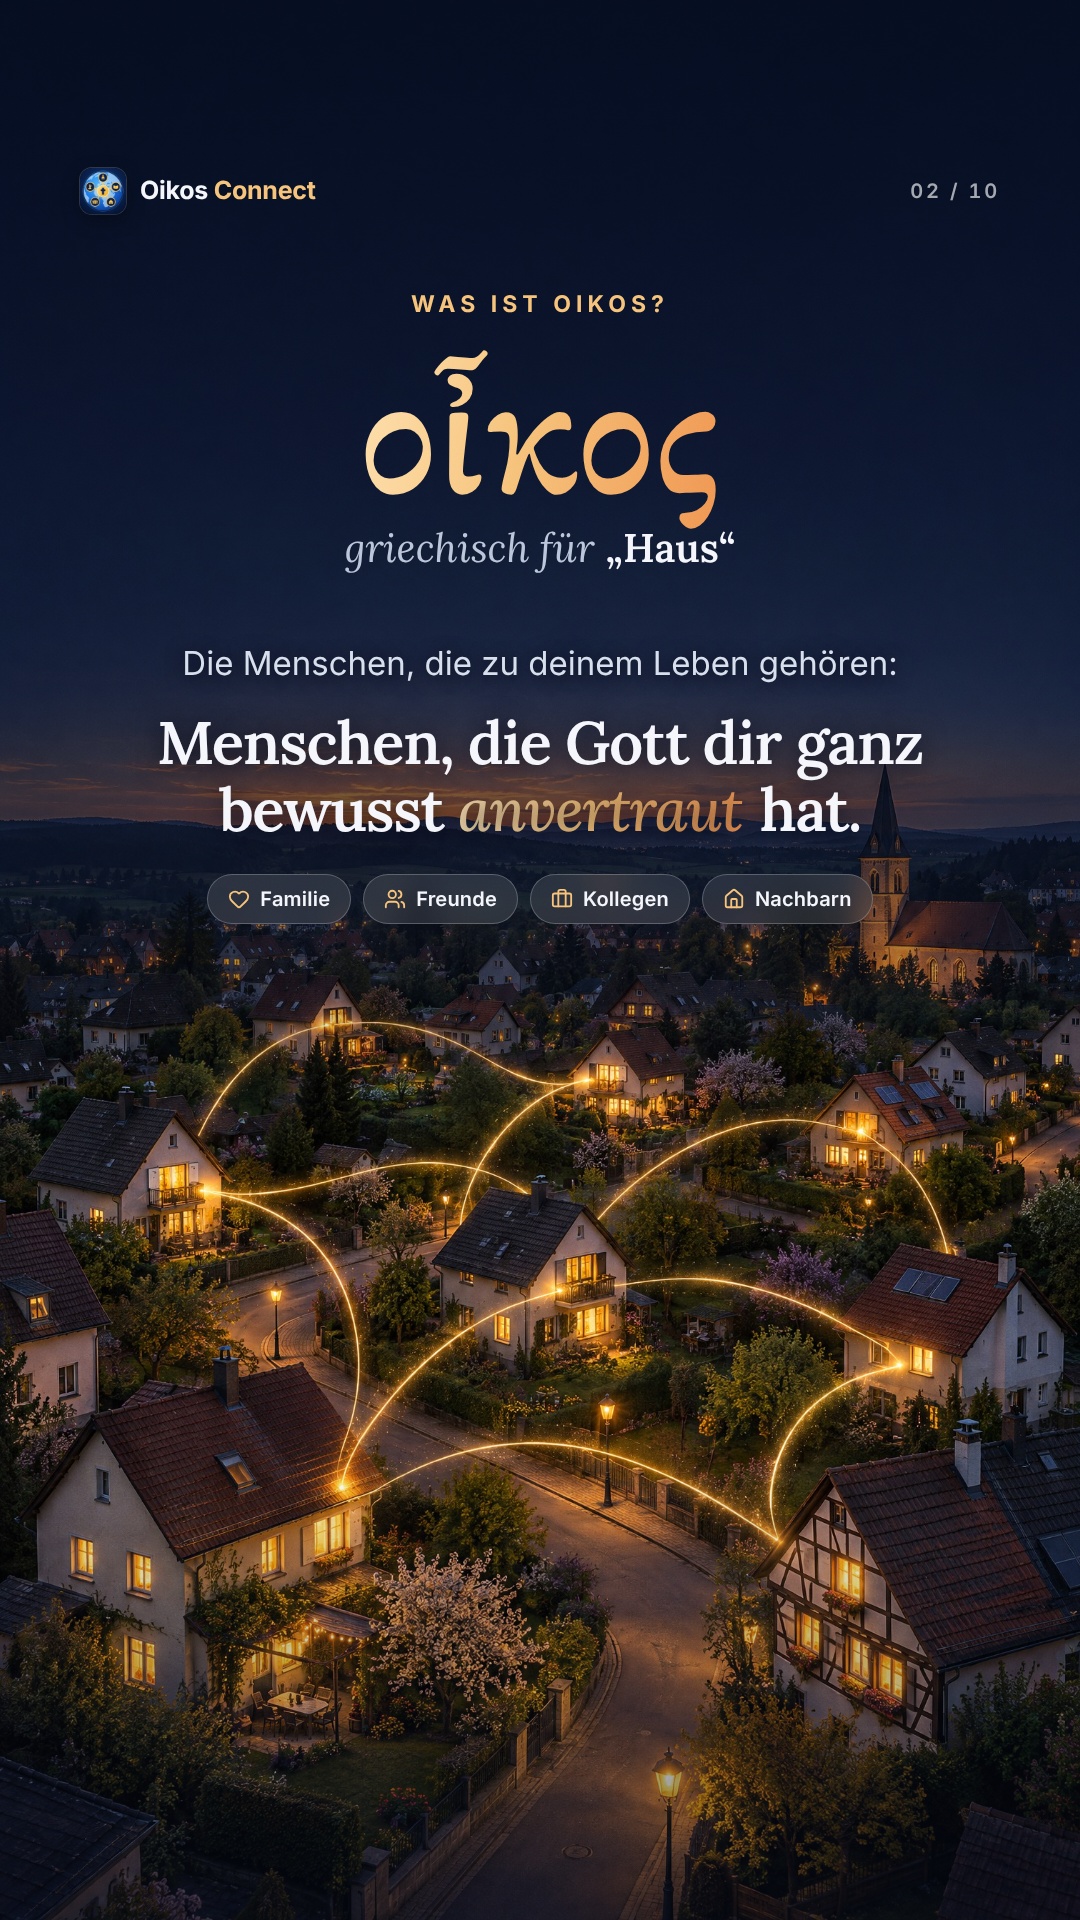 Oikos Connect
02 / 10
WAS IST OIKOS?
οἶκος
griechisch für „Haus“
Die Menschen, die zu deinem Leben gehören:
Menschen, die Gott dir ganz
bewusst anvertraut hat.
Familie
Freunde
Kollegen
Nachbarn